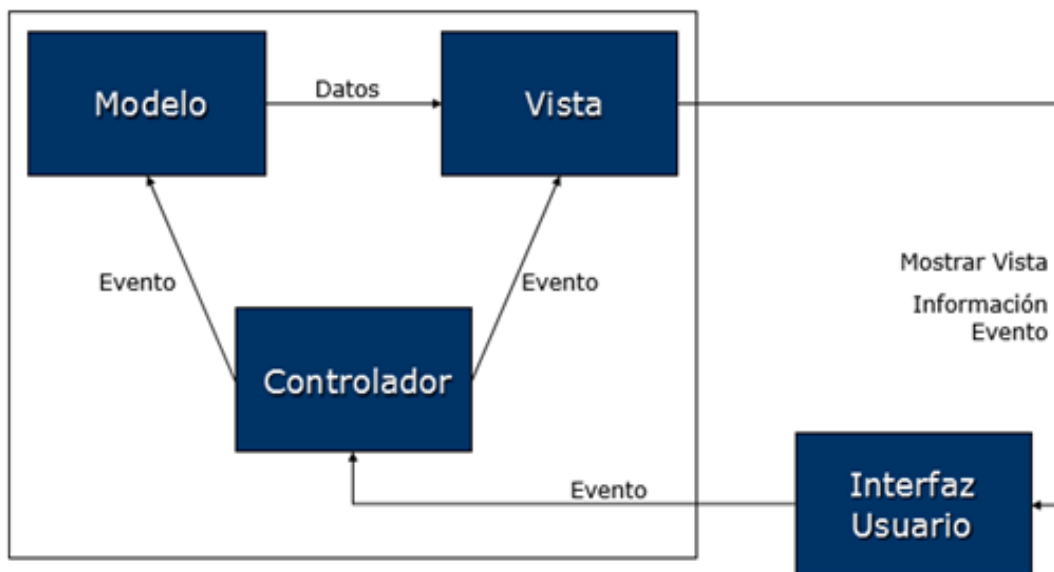 Modelo
Datos
Vista
Evento
Evento
Mostrar Vista
Información
Evento
Controlador
Evento
Interfaz
Usuario